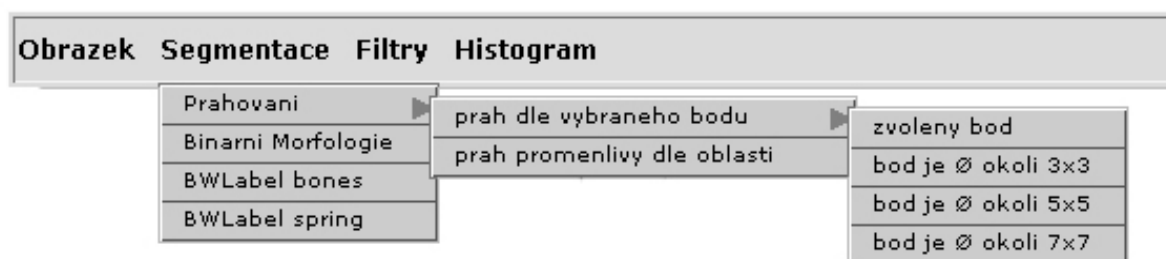 Obrazek Segmentace Filtry Histogram
Prahovani
Binarni Morfologie
BWLabel bones
BWLabel spring
prah dle vybraneho bodu
prah promenlivy dle oblasti
zvoleny bod
bod je Ø okoli 3x3
bod je Ø okoli 5x5
bod je Ø okoli 7x7